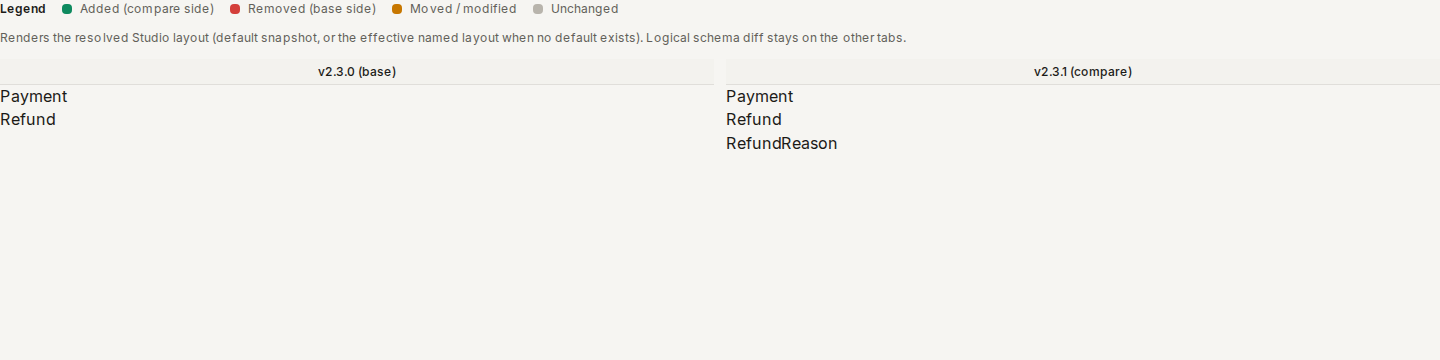 Legend Added (compare side) Removed (base side) Moved / modified Unchanged
Renders the resolved Studio layout (default snapshot, or the effective named layout when no default exists). Logical schema diff stays on the other tabs.
v2.3.0 (base)
Payment
Refund
v2.3.1 (compare)
Payment
Refund
RefundReason